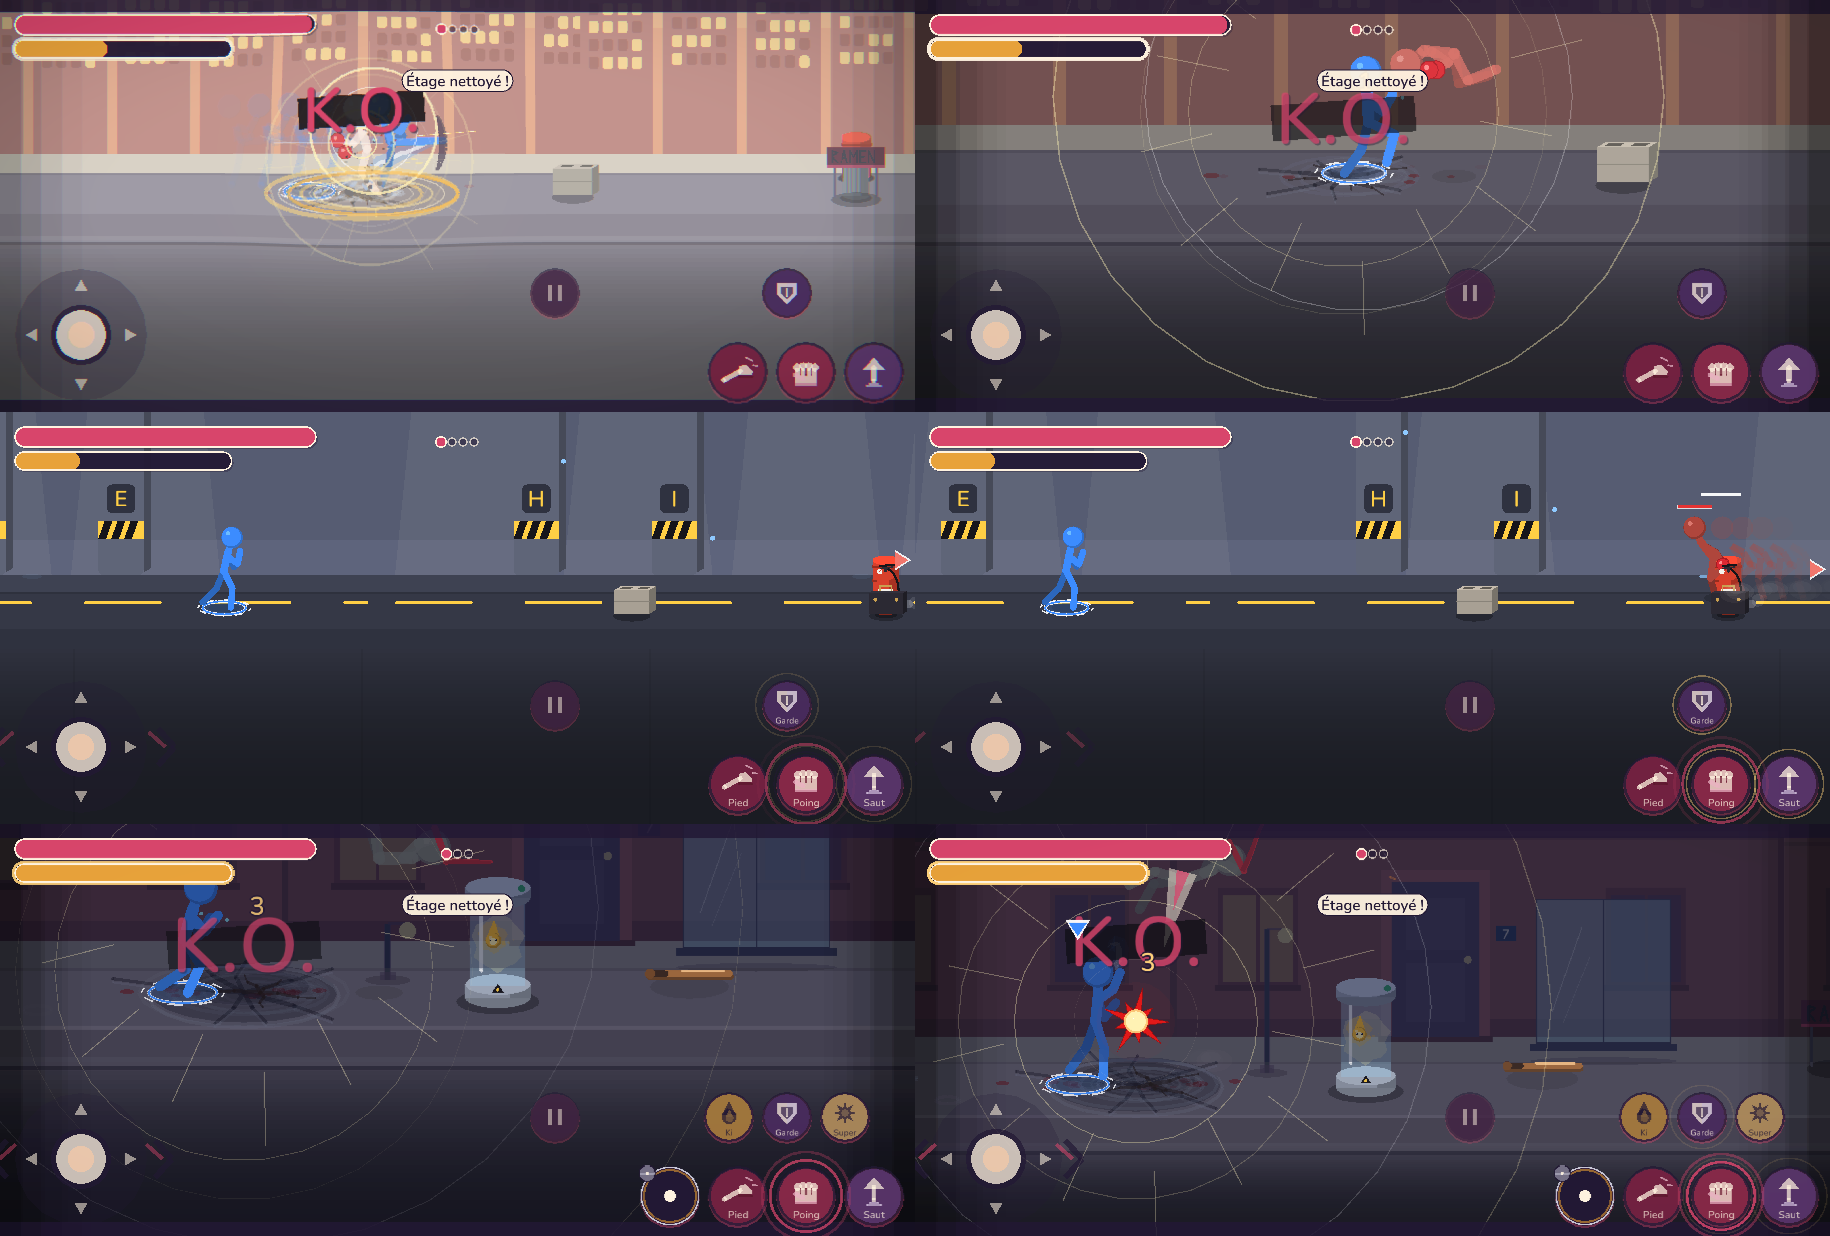 Étage nettoyé !
K.O.
RAMEN
Étage nettoyé !
K.O.
E
H
I
Garde
Pied
Poing
Saut
E
H
I
Garde
Pied
Poing
Saut
Étage nettoyé !
3
K.O.
Ki
Garde
Super
Pied
Poing
Saut
Étage nettoyé !
K.O.
3
7
Ki
Garde
Super
Pied
Poing
Saut